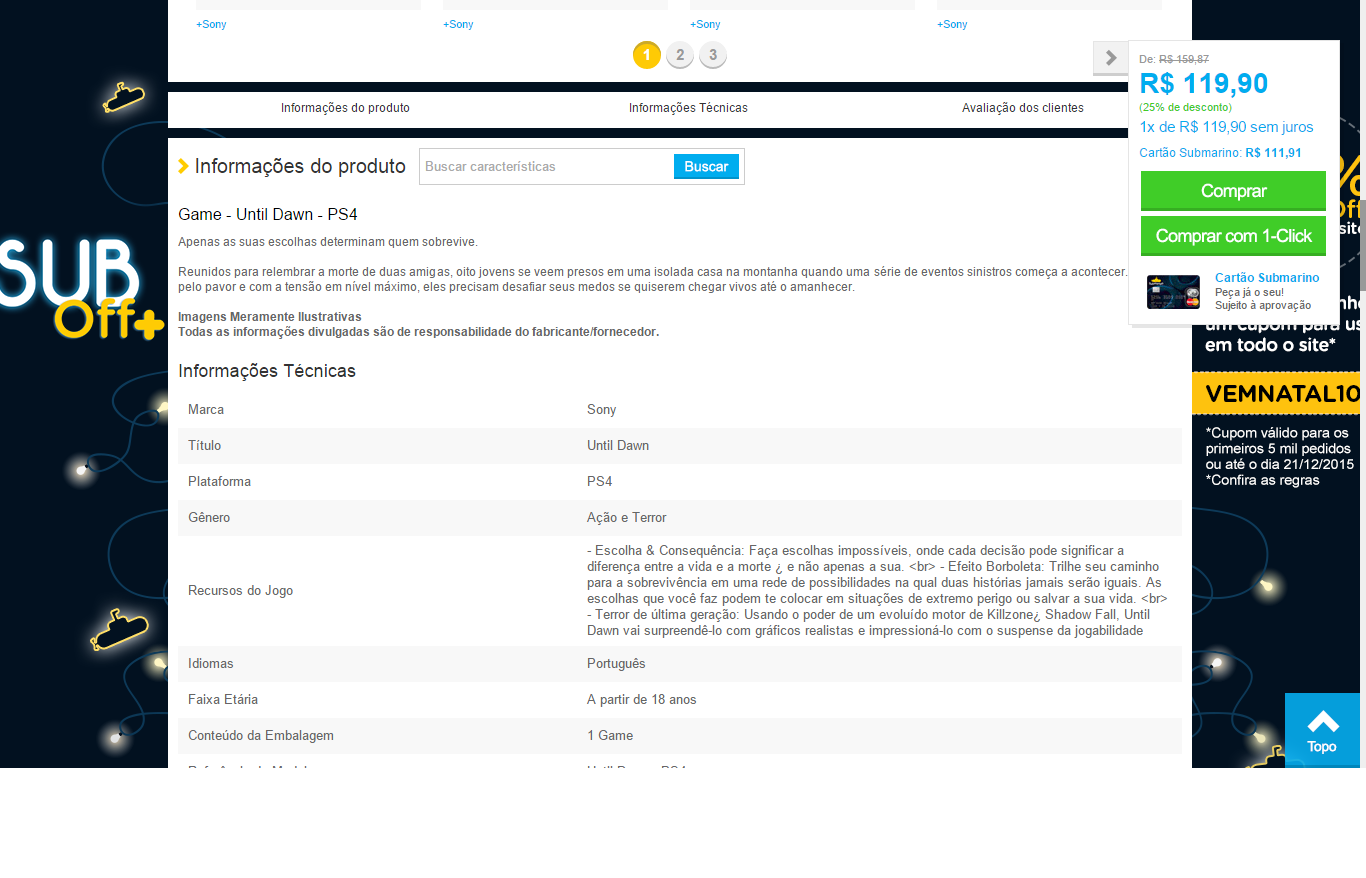 +Sony
+Sony
+Sony
+Sony
1 2 3
De: R$ 159,87
R$ 119,90
(25% de desconto)
1x de R$ 119,90 sem juros
Cartão Submarino: R$ 111,91
Comprar
Comprar com 1-Click
Cartão Submarino
Peça já o seu!
Sujeito à aprovação
Informações do produto
Informações Técnicas
Avaliação dos clientes
Informações do produto
Buscar características
Buscar
Game - Until Dawn - PS4
Apenas as suas escolhas determinam quem sobrevive.
Reunidos para relembrar a morte de duas amigas, oito jovens se veem presos em uma isolada casa na montanha quando uma série de eventos sinistros começa a acontecer.
pelo pavor e com a tensão em nível máximo, eles precisam desafiar seus medos se quiserem chegar vivos até o amanhecer.
Imagens Meramente Ilustrativas
Todas as informações divulgadas são de responsabilidade do fabricante/fornecedor.
Informações Técnicas
Marca Sony
Título Until Dawn
Plataforma PS4
Gênero Ação e Terror
Recursos do Jogo
- Escolha & Consequência: Faça escolhas impossíveis, onde cada decisão pode significar a
diferença entre a vida e a morte ¿ e não apenas a sua. <br> - Efeito Borboleta: Trilhe seu caminho
para a sobrevivência em uma rede de possibilidades na qual duas histórias jamais serão iguais. As
escolhas que você faz podem te colocar em situações de extremo perigo ou salvar a sua vida. <br>
- Terror de última geração: Usando o poder de um evoluído motor de Killzone¿ Shadow Fall, Until
Dawn vai surpreendê-lo com gráficos realistas e impressioná-lo com o suspense da jogabilidade
Idiomas Português
Faixa Etária A partir de 18 anos
Conteúdo da Embalagem 1 Game
SUB
Off+
um cupom para us
em todo o site*
VEMNATAL10
*Cupom válido para os
primeiros 5 mil pedidos
ou até o dia 21/12/2015
*Confira as regras
Topo